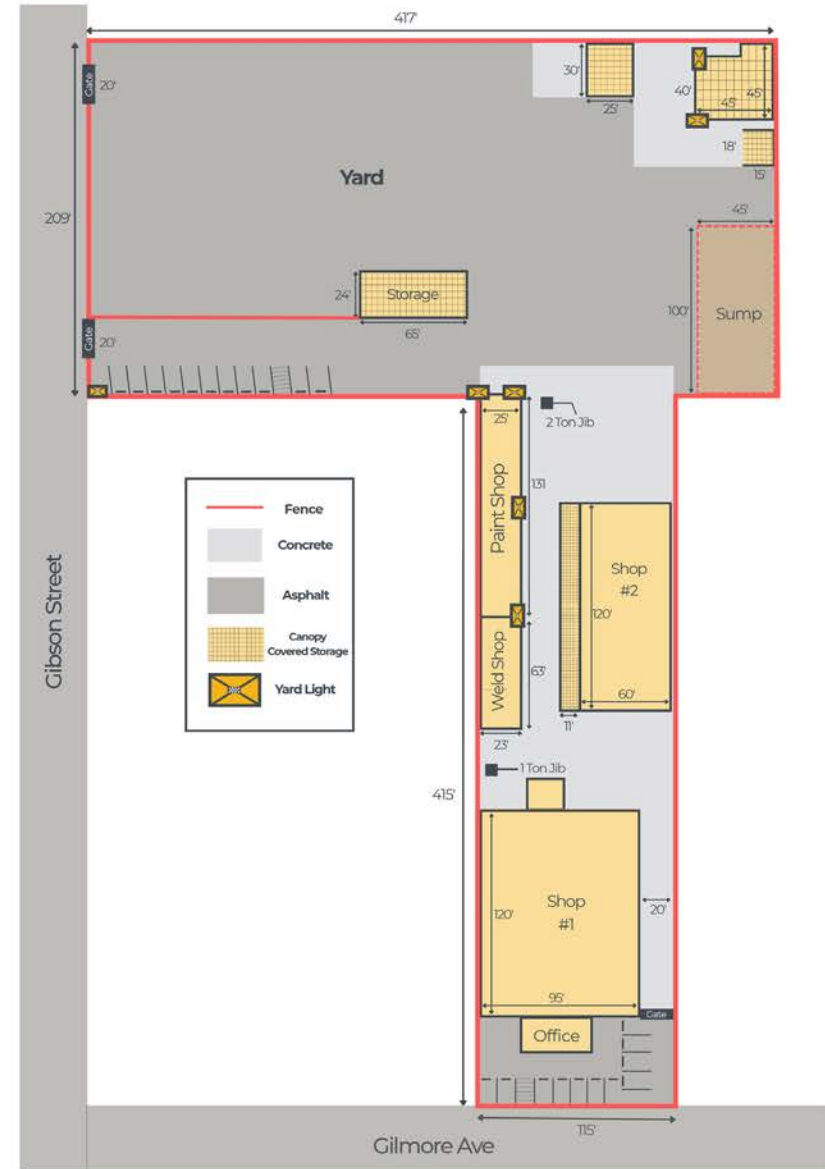 417'
Gate
20'
30'
25'
40'
45'
45'
18'
15'
Yard
209'
45'
24'
Storage
65'
100'
Sump
Gate
20'
25'
2 Ton Jib
131
Paint Shop
Fence
Concrete
Asphalt
Canopy
Covered Storage
Yard Light
Gibson Street
Shop
#2
120'
60'
11'
Weld Shop
63'
23'
1 Ton Jib
415'
Shop
#1
120'
20'
95'
Gate
Office
115'
Gilmore Ave